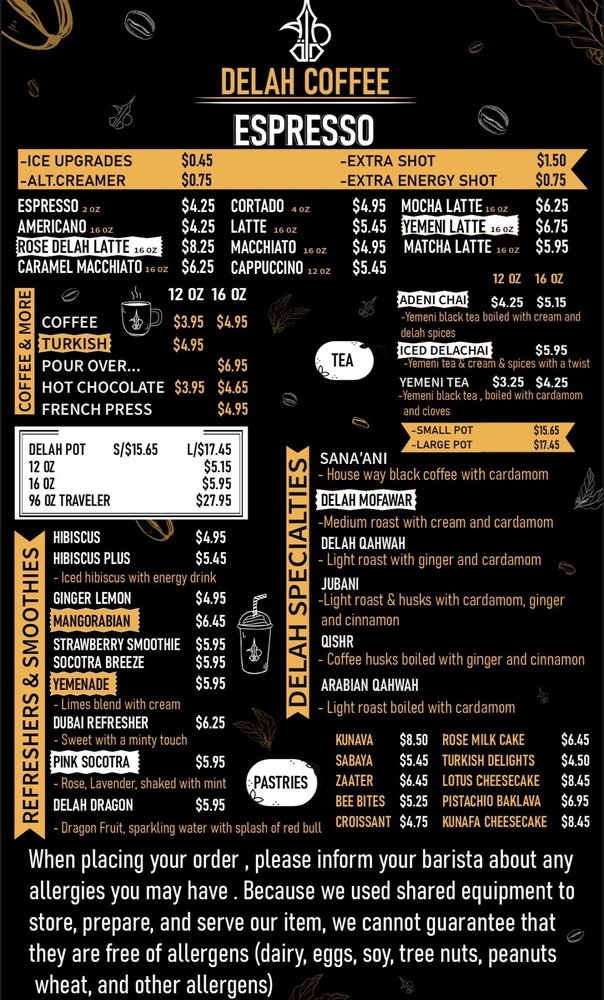 DELAH COFFEE
ESPRESSO
-ICE UPGRADES $0.45 -EXTRA SHOT $1.50
-ALT.CREAMER $0.75 -EXTRA ENERGY SHOT $0.75
ESPRESSO 2 OZ $4.25 CORTADO 4 OZ $4.95 MOCHA LATTE 16 OZ $6.25
AMERICANO 16 OZ $4.25 LATTE 16 OZ $5.45 YEMENI LATTE 16 OZ $6.75
ROSE DELAH LATTE 16 OZ $8.25 MACCHIATO 16 OZ $4.95 MATCHA LATTE 16 OZ $5.95
CARAMEL MACCHIATO 16 OZ $6.25 CAPPUCCINO 12 OZ $5.45
COFFEE & MORE
12 OZ 16 OZ
COFFEE $3.95 $4.95
TURKISH $4.95
POUR OVER... $6.95
HOT CHOCOLATE $3.95 $4.65
FRENCH PRESS $4.95
TEA
12 OZ 16 OZ
ADENI CHAI $4.25 $5.15
-Yemeni black tea boiled with cream and
delah spices
ICED DELACHAI $5.95
-Yemeni tea & cream & spices with a twist
YEMENI TEA $3.25 $4.25
-Yemeni black tea , boiled with cardamom
and cloves
-SMALL POT $15.65
-LARGE POT $17.45
DELAH POT S/$15.65 L/$17.45
12 OZ $5.15
16 OZ $5.95
96 OZ TRAVELER $27.95
DELAH SPECIALTIES
SANA'ANI
- House way black coffee with cardamom
DELAH MOFAWAR
-Medium roast with cream and cardamom
DELAH QAHWAH
- Light roast with ginger and cardamom
JUBANI
-Light roast & husks with cardamom, ginger
and cinnamon
QISHR
- Coffee husks boiled with ginger and cinnamon
ARABIAN QAHWAH
- Light roast boiled with cardamom
REFRESHERS & SMOOTHIES
HIBISCUS $4.95
HIBISCUS PLUS $5.45
- Iced hibiscus with energy drink
GINGER LEMON $4.95
MANGORABIAN $6.45
STRAWBERRY SMOOTHIE $5.95
SOCOTRA BREEZE $5.95
YEMENADE $5.95
- Limes blend with cream
DUBAI REFRESHER $6.25
- Sweet with a minty touch
PINK SOCOTRA $5.95
- Rose, Lavender, shaked with mint
DELAH DRAGON $5.95
- Dragon Fruit, sparkling water with splash of red bull
PASTRIES
KUNAVA $8.50 ROSE MILK CAKE $6.45
SABAYA $5.45 TURKISH DELIGHTS $4.50
ZAATER $6.45 LOTUS CHEESECAKE $8.45
BEE BITES $5.25 PISTACHIO BAKLAVA $6.95
CROISSANT $4.75 KUNAFA CHEESECAKE $8.45
When placing your order , please inform your barista about any
allergies you may have . Because we used shared equipment to
store, prepare, and serve our item, we cannot guarantee that
they are free of allergens (dairy, eggs, soy, tree nuts, peanuts
wheat, and other allergens)